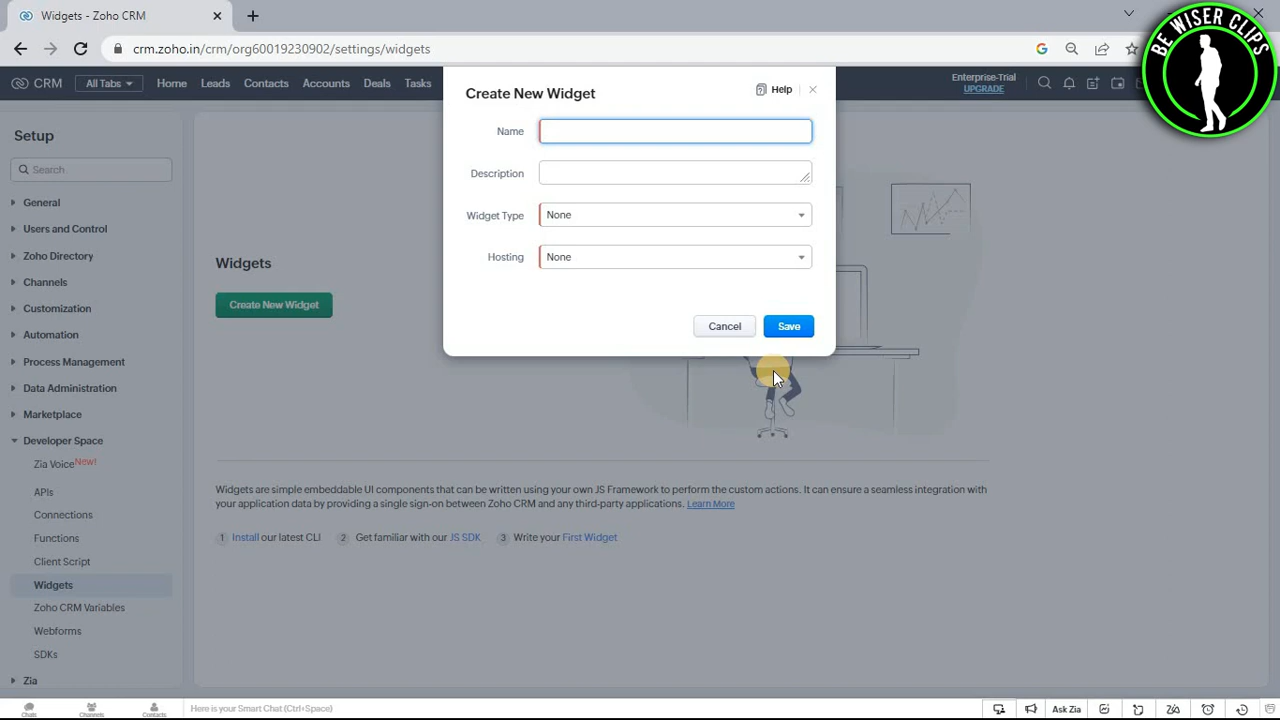 Widgets - Zoho CRM
crm.zoho.in/crm/org60019230902/settings/widgets
BE WISER CLIPS
CRM
All Tabs
Home
Leads
Contacts
Accounts
Deals
Tasks
Enterprise-Trial
UPGRADE
Create New Widget
Help
Name
Description
Widget Type
None
Hosting
None
Cancel
Save
Setup
Search
General
Users and Control
Zoho Directory
Channels
Customization
Automation
Process Management
Data Administration
Marketplace
Developer Space
Zia Voice New!
APIs
Connections
Functions
Client Script
Widgets
Zoho CRM Variables
Webforms
SDKs
Zia
Widgets
Create New Widget
Widgets are simple embeddable UI components that can be written using your own JS Framework to perform the custom actions. It can ensure a seamless integration with
your application data by providing a single sign-on between Zoho CRM and any third-party applications. Learn More
1 Install our latest CLI 2 Get familiar with our JS SDK 3 Write your First Widget
Chats
Channels
Contacts
Here is your Smart Chat (Ctrl+Space)
Ask Zia